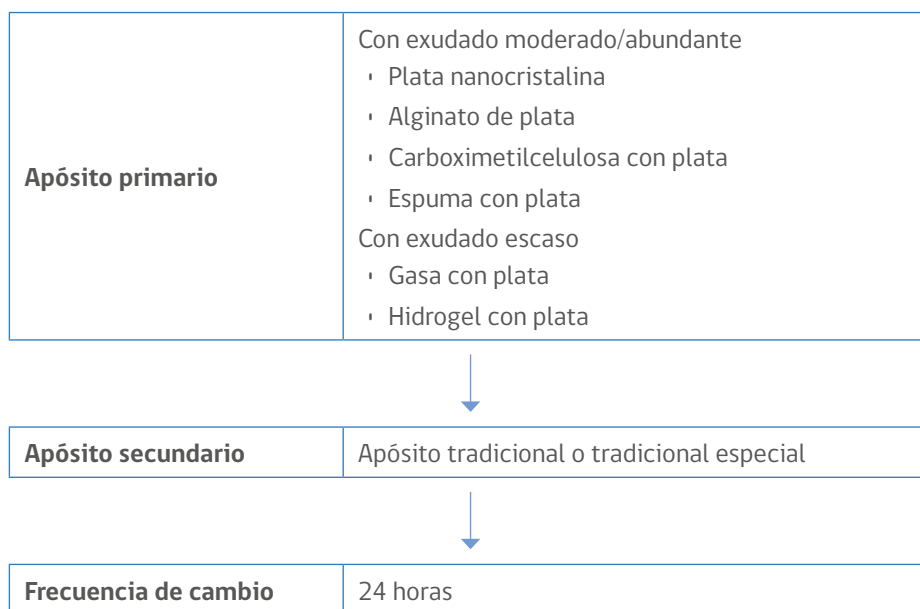 Apósito primario
Con exudado moderado/abundante
Plata nanocristalina
Alginato de plata
Carboximetilcelulosa con plata
Espuma con plata
Con exudado escaso
Gasa con plata
Hidrogel con plata
Apósito secundario
Apósito tradicional o tradicional especial
Frecuencia de cambio
24 horas